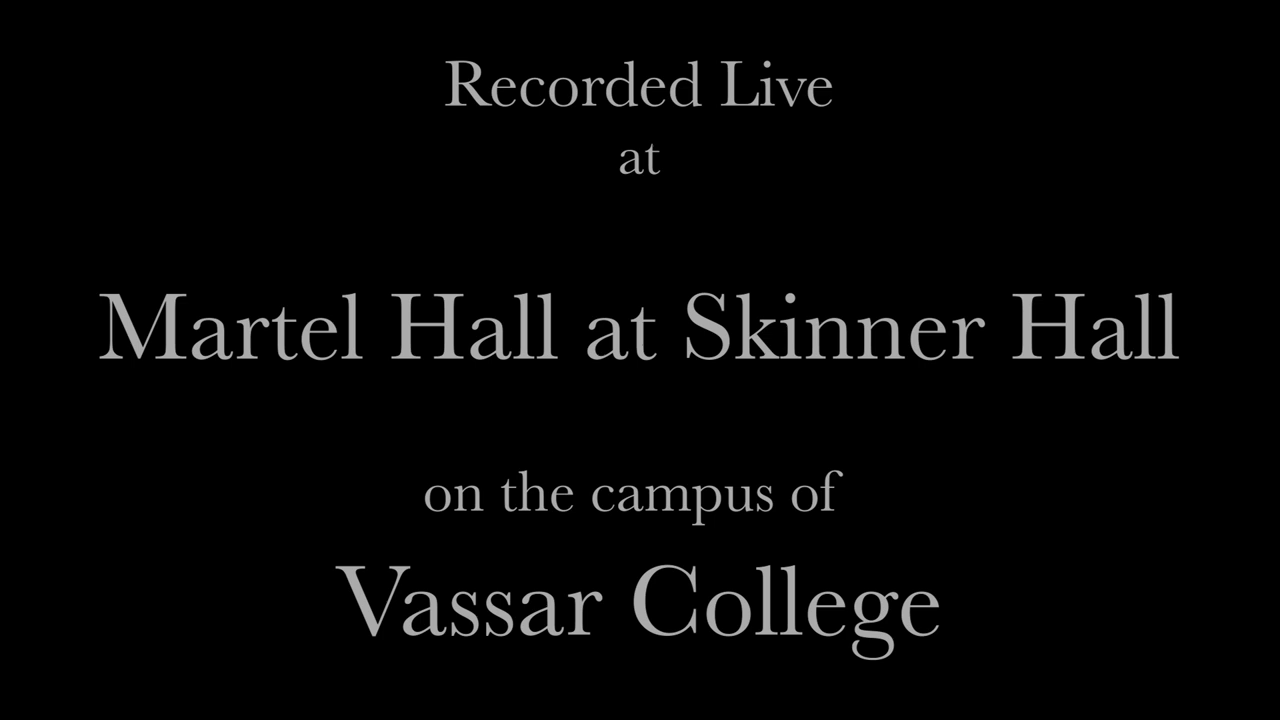 Recorded Live
at
Martel Hall at Skinner Hall
on the campus of
Vassar College